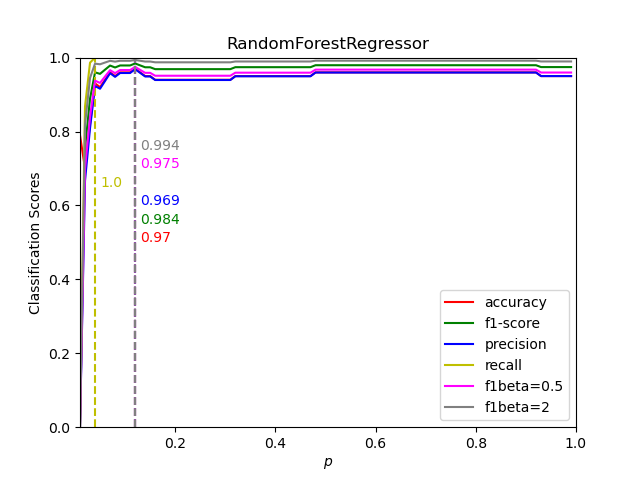 RandomForestRegressor
Classification Scores
1.0
0.8
0.6
0.4
0.2
0.0
0.994
0.975
1.0
0.969
0.984
0.97
accuracy
f1-score
precision
recall
f1beta=0.5
f1beta=2
0.2
0.4
0.6
0.8
1.0
p